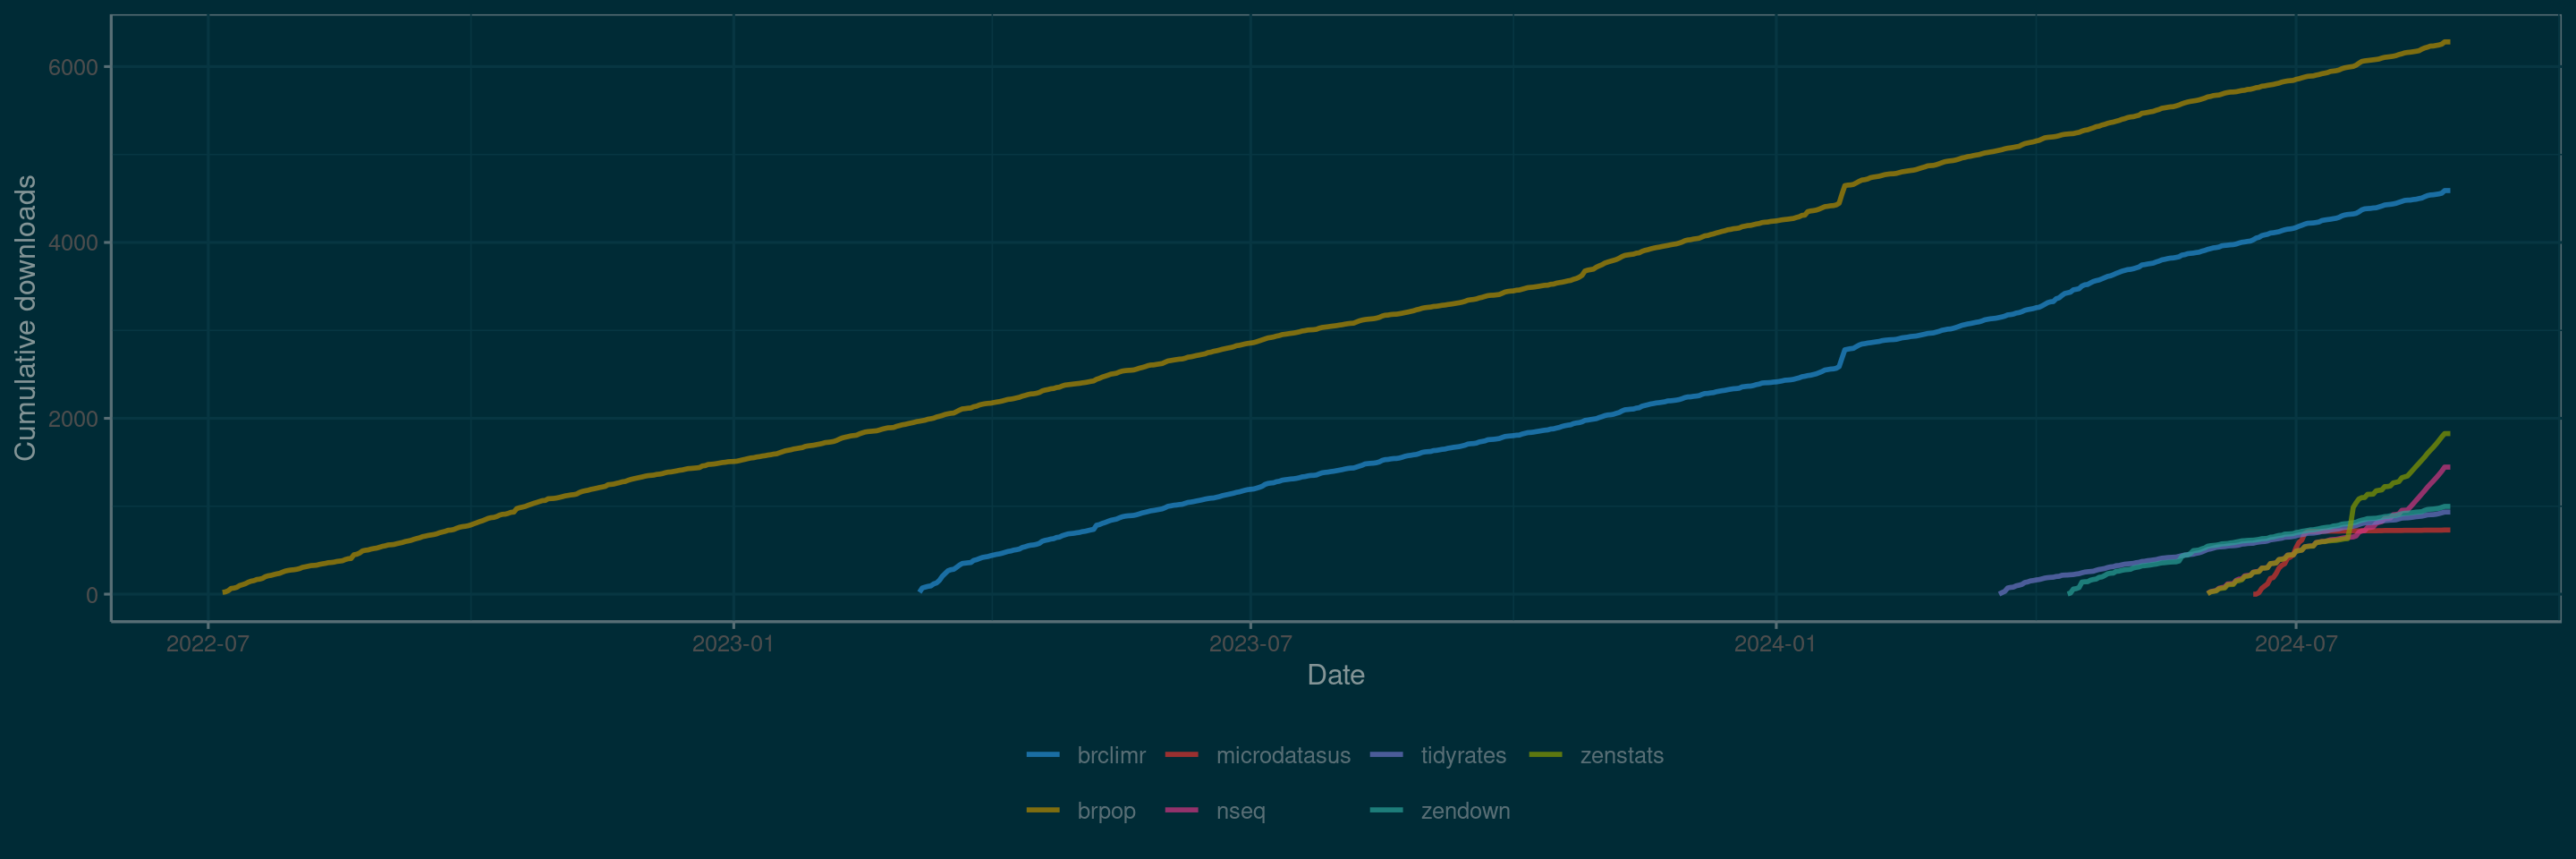 Cumulative downloads
6000
4000
2000
0
2022-07 2023-01 2023-07 2024-01 2024-07
Date
brclimr microdatasus tidyrates zenstats
brpop nseq zendown